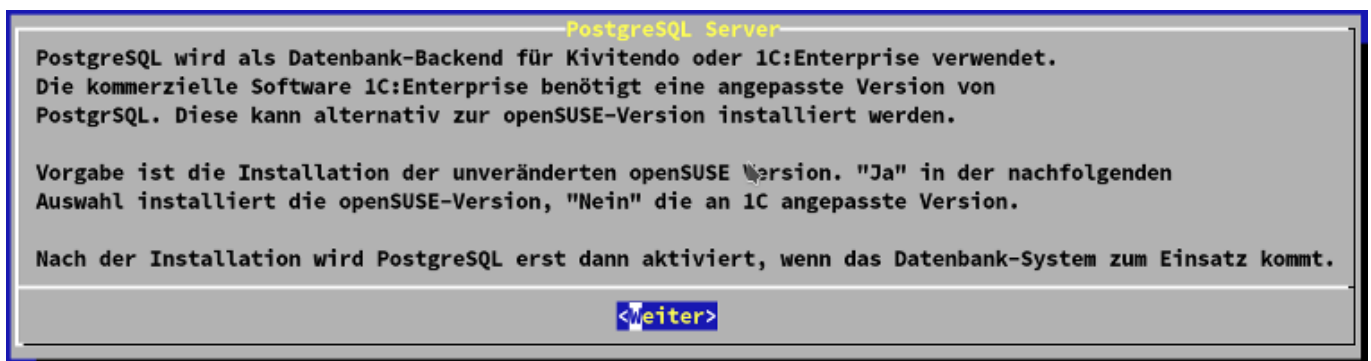 PostgreSQL Server
PostgreSQL wird als Datenbank-Backend für Kivitendo oder 1C:Enterprise verwendet.
Die kommerzielle Software 1C:Enterprise benötigt eine angepasste Version von
PostgrSQL. Diese kann alternativ zur openSUSE-Version installiert werden.
Vorgabe ist die Installation der unveränderten openSUSE Version. "Ja" in der nachfolgenden
Auswahl installiert die openSUSE-Version, "Nein" die an 1C angepasste Version.
Nach der Installation wird PostgreSQL erst dann aktiviert, wenn das Datenbank-System zum Einsatz kommt.
<Weiter>